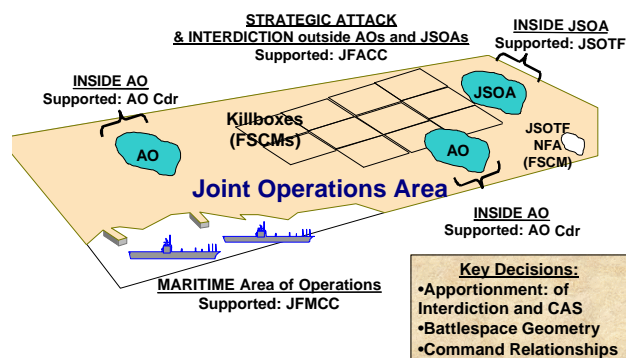 STRATEGIC ATTACK
& INTERDICTION outside AOs and JSOAs
Supported: JFACC
INSIDE JSOA
Supported: JSOTF
INSIDE AO
Supported: AO Cdr
JSOA
Killboxes
(FSCMs)
JSOTF
NFA
(FSCM)
AO
AO
Joint Operations Area
INSIDE AO
Supported: AO Cdr
MARITIME Area of Operations
Supported: JFMCC
Key Decisions:
•Apportionment: of
Interdiction and CAS
•Battlespace Geometry
•Command Relationships